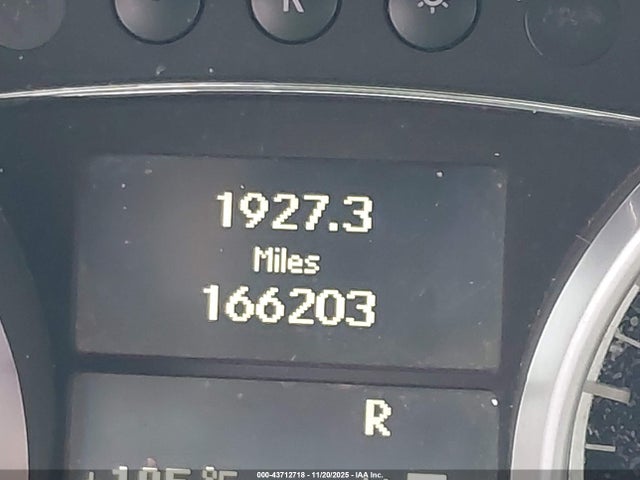 R
1927.3
Miles
166203
R
000-43712718 - 11/20/2025 - IAA Inc.